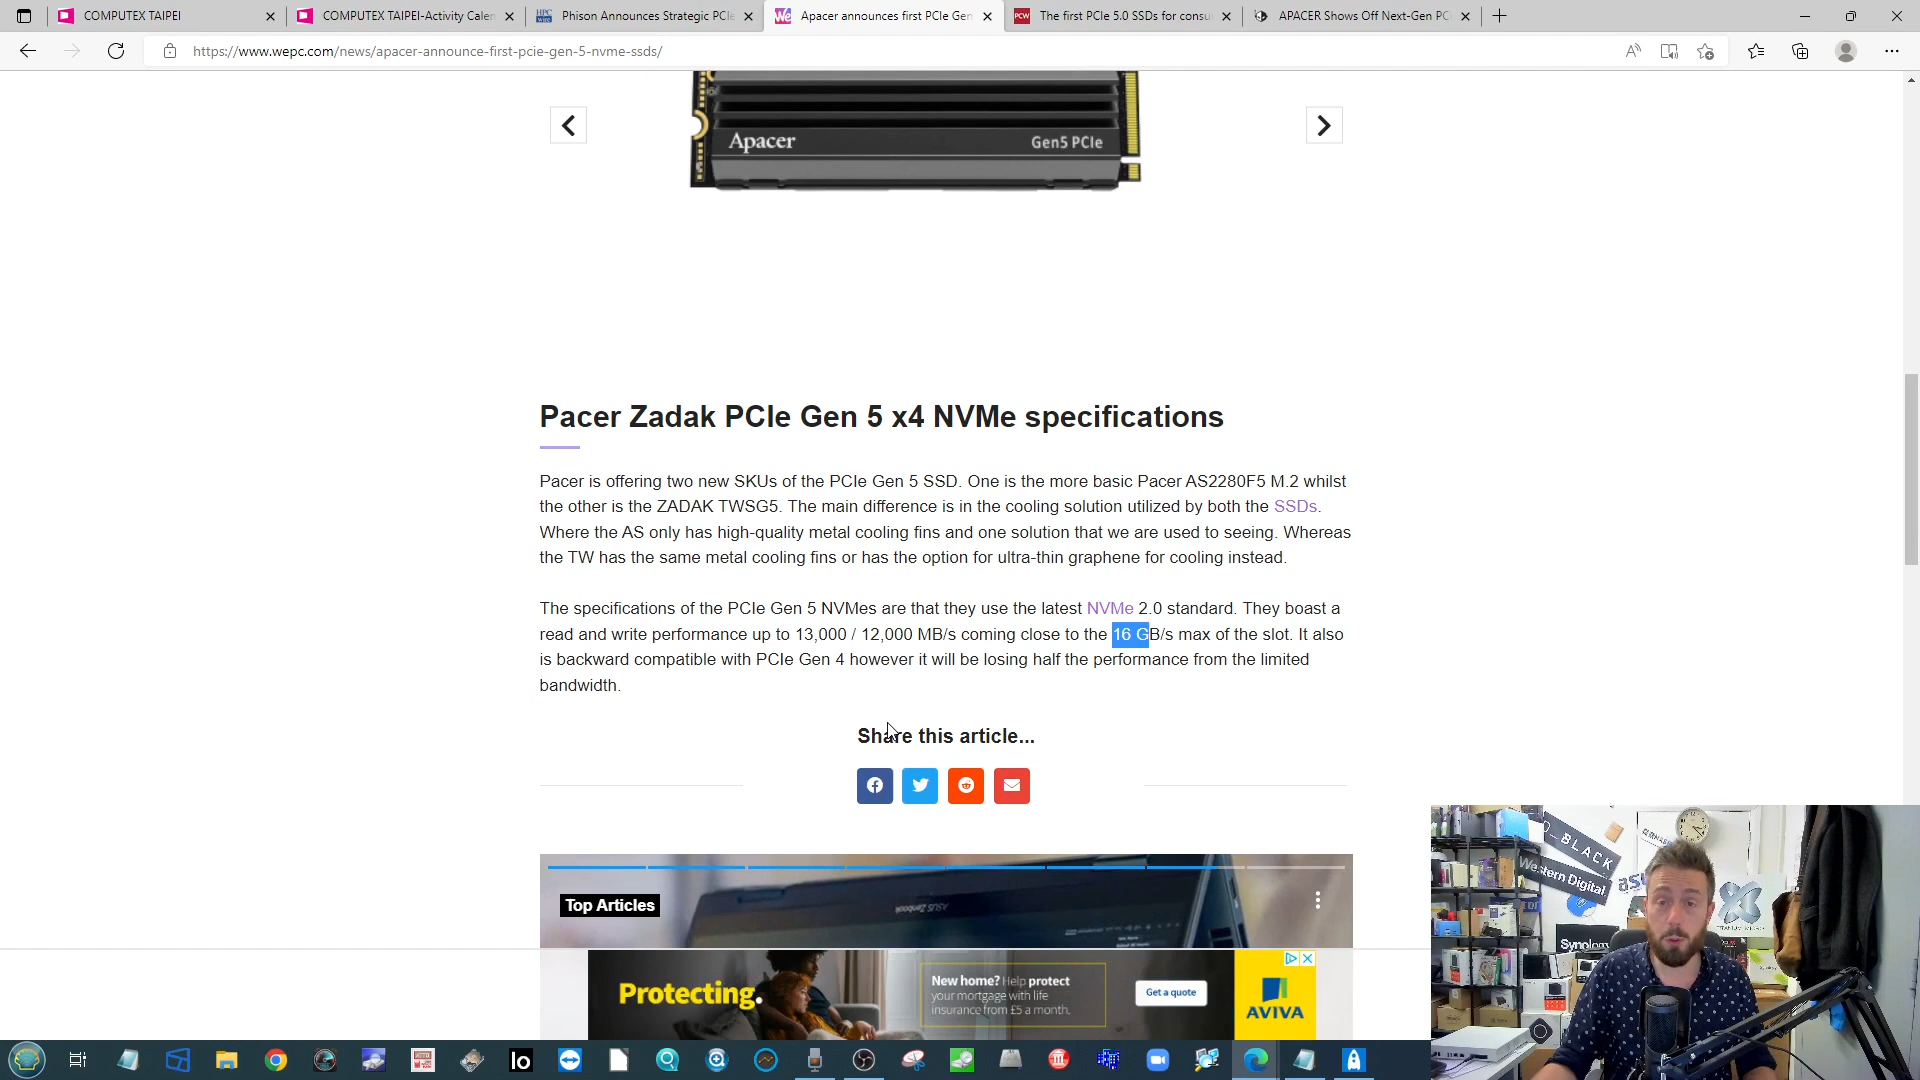 COMPUTEX TAIPEI
COMPUTEX TAIPEI-Activity Calen
Phison Announces Strategic PCIe
Apacer announces first PCIe Gen
The first PCIe 5.0 SSDs for consu
APACER Shows Off Next-Gen PC
https://www.wepc.com/news/apacer-announce-first-pcie-gen-5-nvme-ssds/
Apacer
Gen5 PCIe
Pacer Zadak PCIe Gen 5 x4 NVMe specifications
Pacer is offering two new SKUs of the PCIe Gen 5 SSD. One is the more basic Pacer AS2280F5 M.2 whilst
the other is the ZADAK TWSG5. The main difference is in the cooling solution utilized by both the SSDs.
Where the AS only has high-quality metal cooling fins and one solution that we are used to seeing. Whereas
the TW has the same metal cooling fins or has the option for ultra-thin graphene for cooling instead.
The specifications of the PCIe Gen 5 NVMes are that they use the latest NVMe 2.0 standard. They boast a
read and write performance up to 13,000 / 12,000 MB/s coming close to the 16 GB/s max of the slot. It also
is backward compatible with PCIe Gen 4 however it will be losing half the performance from the limited
bandwidth.
Share this article...
Top Articles
ASUS Zenbook
Protecting.
New home? Help protect
your mortgage with life
insurance from £5 a month.
Get a quote
AVIVA
BLACK
Western Digital
Synology